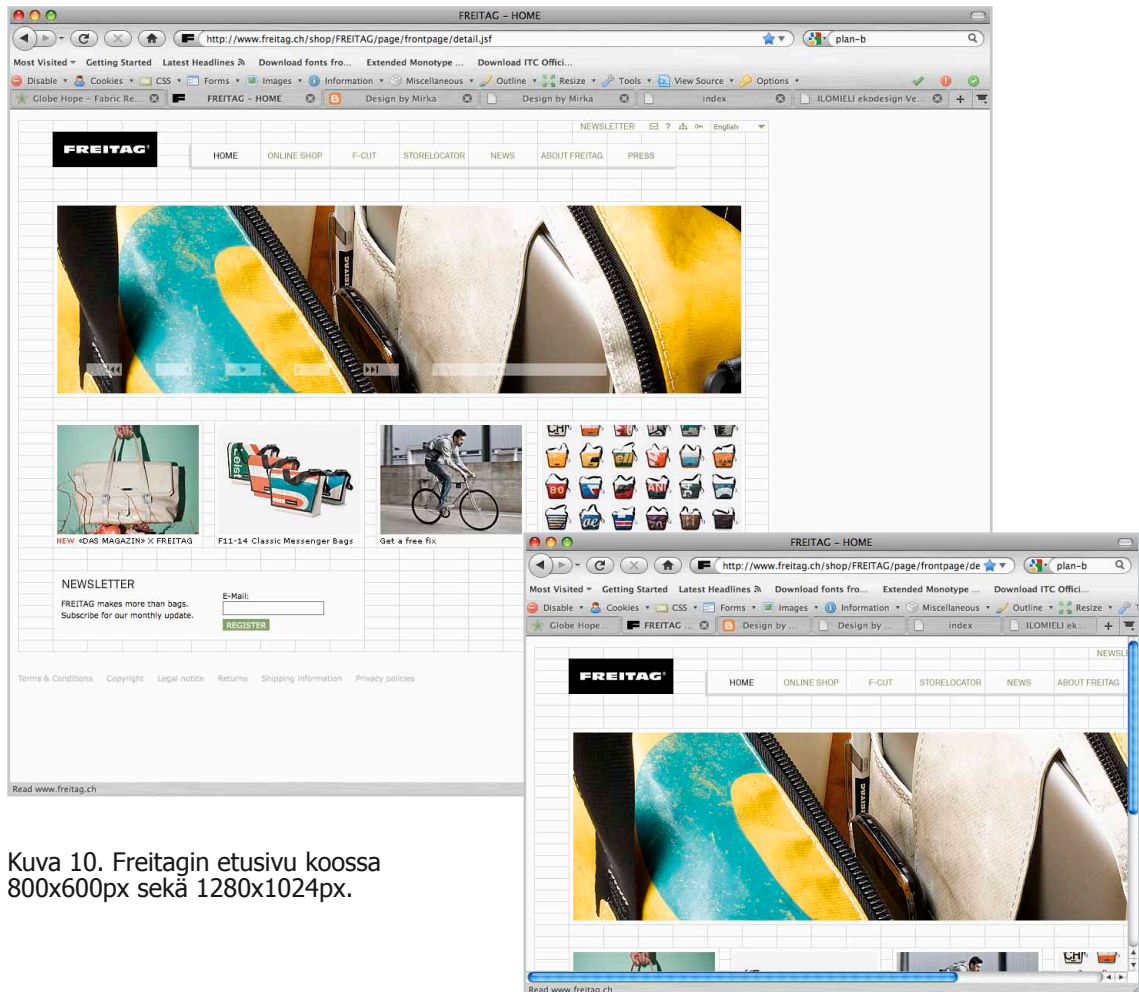 FREITAG – HOME
http://www.freitag.ch/shop/FREITAG/page/frontpage/detail.jsf
plan-b
Most Visited Getting Started Latest Headlines Download fonts fro... Extended Monotype ... Download ITC Offici...
Disable Cookies CSS Forms Images Information Miscellaneous Outline Resize Tools View Source Options
Globe Hope – Fabric Re... FREITAG – HOME Design by Mirka Design by Mirka index ILOMIELI ekodesign Ve...
NEWSLETTER ? English
FREITAG
HOME ONLINE SHOP F-CUT STORELOCATOR NEWS ABOUT FREITAG PRESS
FREITAG
NEW «DAS MAGAZIN» X FREITAG
F11-14 Classic Messenger Bags
Get a free fix
NEWSLETTER
FREITAG makes more than bags.
Subscribe for our monthly update.
E-Mail:
REGISTER
Terms & Conditions Copyright Legal notice Returns Shipping information Privacy policies
Read www.freitag.ch
FREITAG – HOME
http://www.freitag.ch/shop/FREITAG/page/frontpage/de
plan-b
Most Visited Getting Started Latest Headlines Download fonts fro... Extended Monotype ... Download ITC Offici...
Disable Cookies CSS Forms Images Information Miscellaneous Outline Resize T
Globe Hope... FREITAG ... Design by ... Design by ... index ILOMIELI ek...
NEWSLE
FREITAG
HOME ONLINE SHOP F-CUT STORELOCATOR NEWS ABOUT FREITAG
Read www.freitag.ch
Kuva 10. Freitagin etusivu koossa
800x600px sekä 1280x1024px.